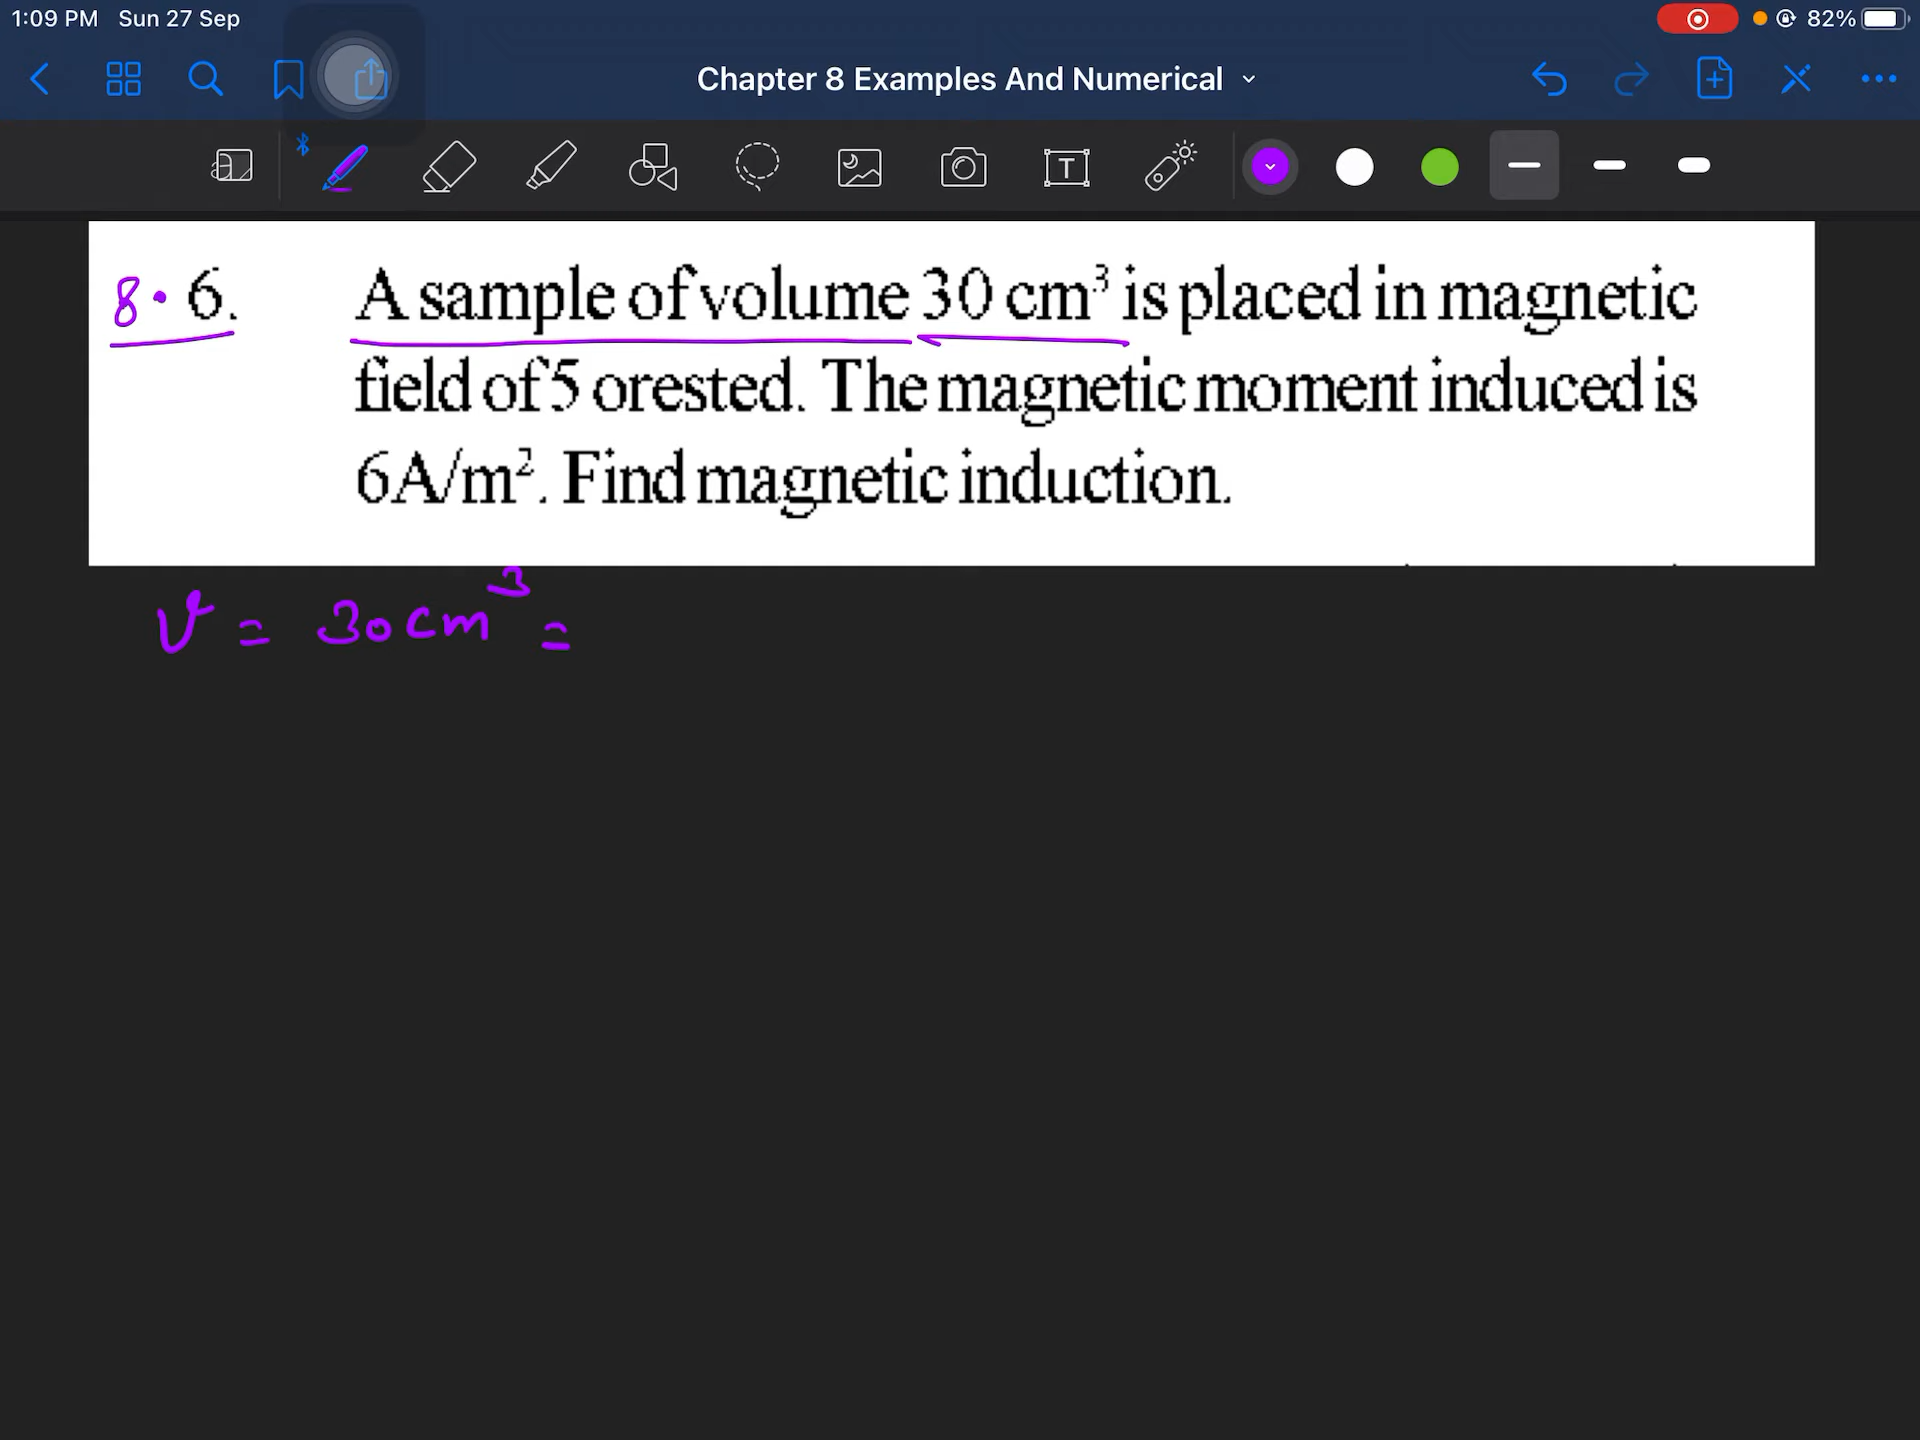 1:09 PM Sun 27 Sep
82%
Chapter 8 Examples And Numerical
T
8. 6. A sample of volume 30 cm³ is placed in magnetic
field of 5 orested. The magnetic moment induced is
6A/m². Find magnetic induction.
V = 30cm³ =